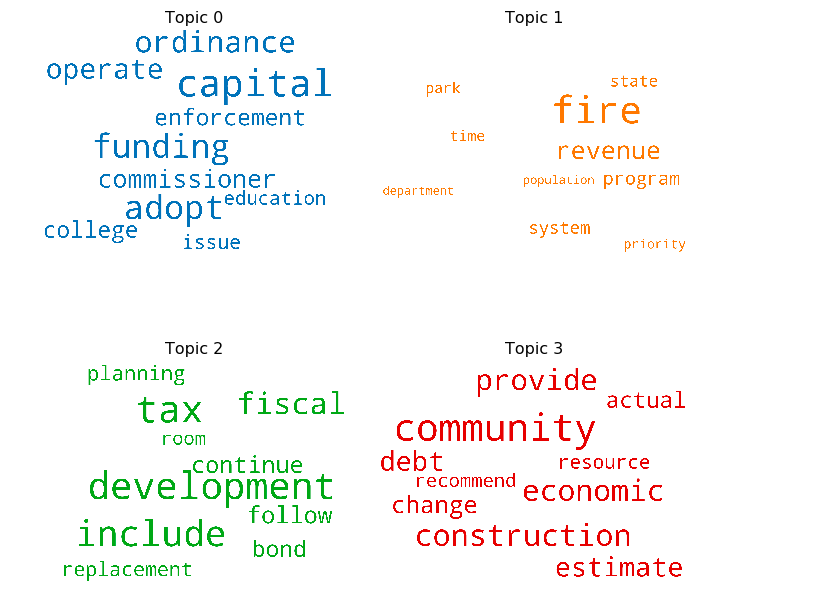 Topic 0
ordinance
operate
capital
enforcement
funding
commissioner
education
adopt
college
issue
Topic 1
state
park
fire
time
revenue
population
program
department
system
priority
Topic 2
planning
fiscal
tax
room
continue
development
follow
include
bond
replacement
Topic 3
provide
actual
community
debt
resource
recommend
economic
change
construction
estimate